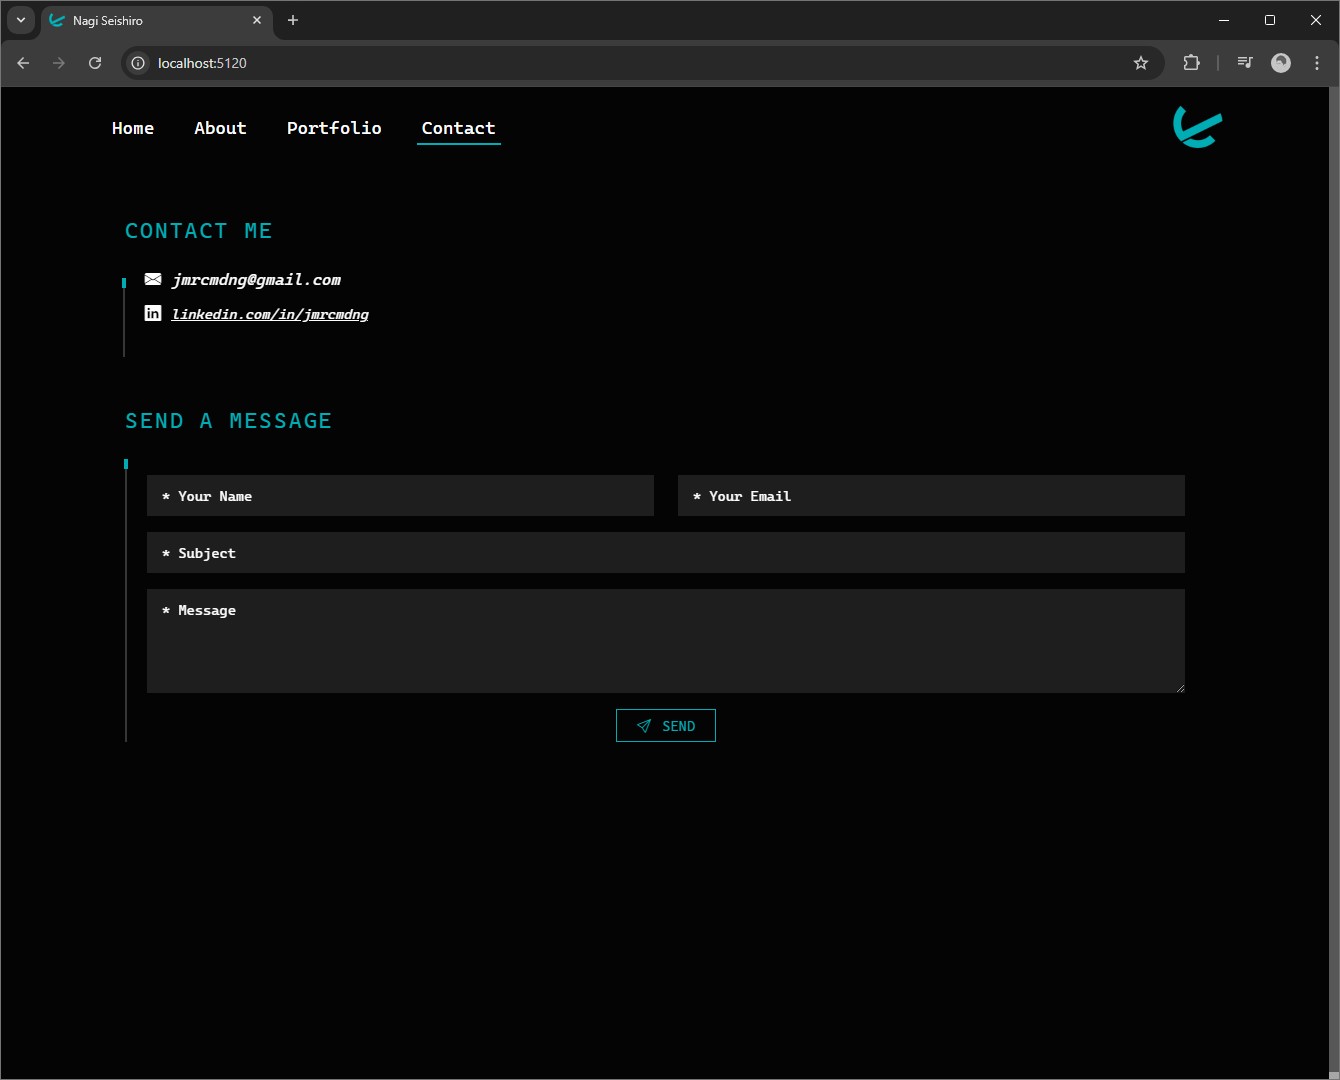 Nagi Seishiro
localhost:5120
Home About Portfolio Contact
CONTACT ME
jmrcmdng@gmail.com
in linkedin.com/in/jmrcmdng
SEND A MESSAGE
* Your Name * Your Email
* Subject
* Message
SEND